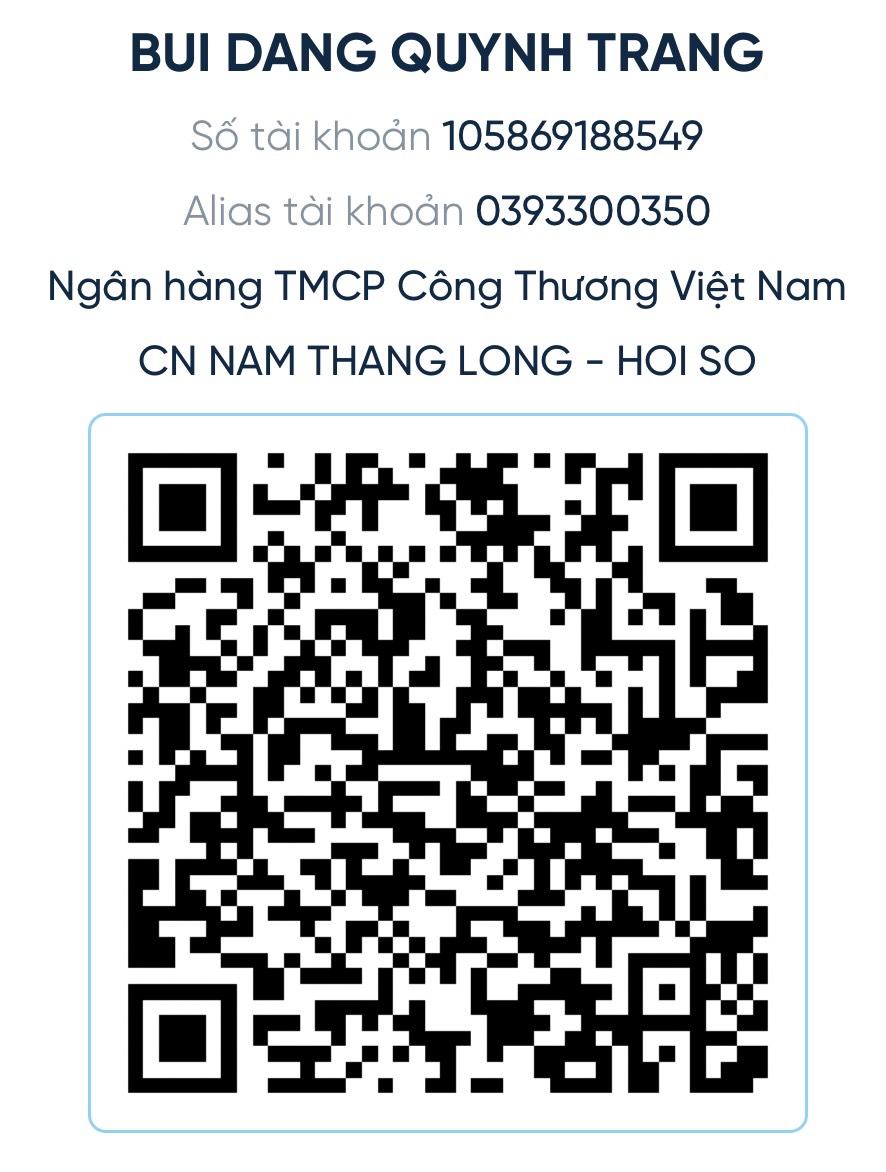 BUI DANG QUYNH TRANG
Số tài khoản 105869188549
Alias tài khoản 0393300350
Ngân hàng TMCP Công Thương Việt Nam
CN NAM THANG LONG - HOI SO